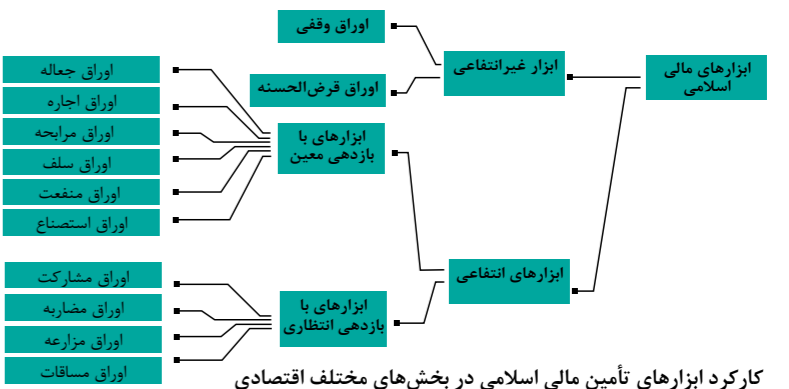 ابزارهای مالی
اسلامی
ابزار غیرانتفاعی
اوراق وقفی
اوراق قرض‌الحسنه
ابزارهای انتفاعی
ابزارهای با
بازدهی معین
اوراق جعاله
اوراق اجاره
اوراق مرابحه
اوراق سلف
اوراق منفعت
اوراق استصناع
ابزارهای با
بازدهی انتظاری
اوراق مشارکت
اوراق مضاربه
اوراق مزارعه
اوراق مساقات
کارکرد ابزارهای تأمین مالی اسلامی در بخش‌های مختلف اقتصادی